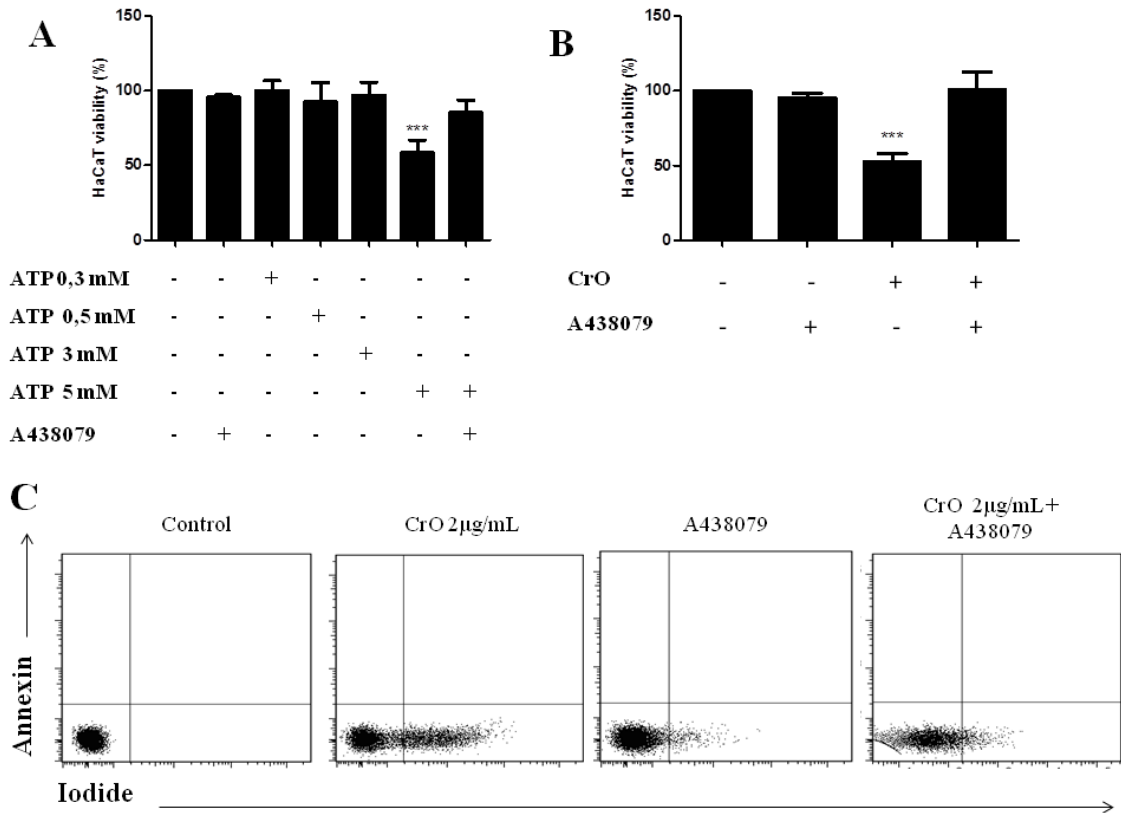 A
150
100
50
0
HaCaT viability (%)
***
ATP 0,3 mM - - + - - - -
ATP 0,5 mM - - - + - - -
ATP 3 mM - - - - + - -
ATP 5 mM - - - - - + +
A438079 - + - - - - +
B
150
100
50
0
HaCaT viability (%)
***
CrO - - + +
A438079 - + - +
C
Control
CrO 2µg/mL
A438079
CrO 2µg/mL+
A438079
Annexin
Iodide